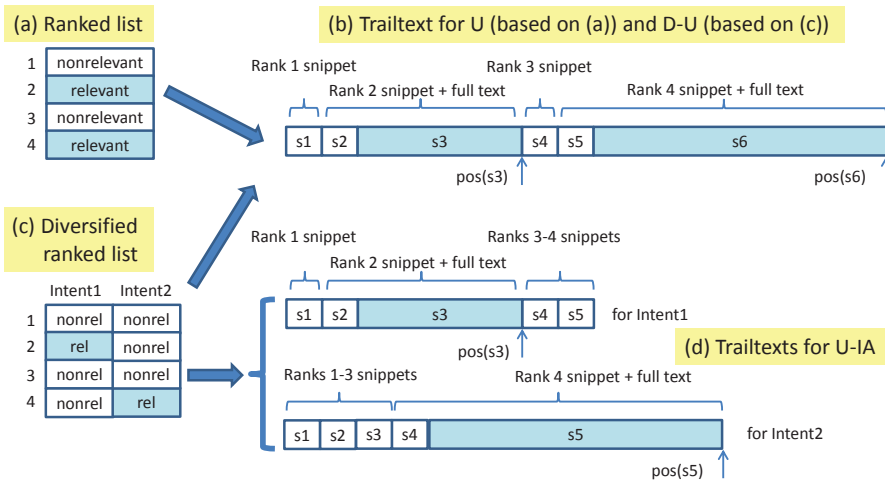 (a) Ranked list
1 nonrelevant
2 relevant
3 nonrelevant
4 relevant
(b) Trailtext for U (based on (a)) and D-U (based on (c))
Rank 1 snippet
Rank 3 snippet
Rank 2 snippet + full text
Rank 4 snippet + full text
s1 s2 s3 s4 s5 s6
pos(s3)
pos(s6)
(c) Diversified
ranked list
Intent1 Intent2
1 nonrel nonrel
2 rel nonrel
3 nonrel nonrel
4 nonrel rel
Rank 1 snippet
Ranks 3-4 snippets
Rank 2 snippet + full text
s1 s2 s3 s4 s5
for Intent1
pos(s3)
(d) Trailtexts for U-IA
Ranks 1-3 snippets
Rank 4 snippet + full text
s1 s2 s3 s4 s5
for Intent2
pos(s5)